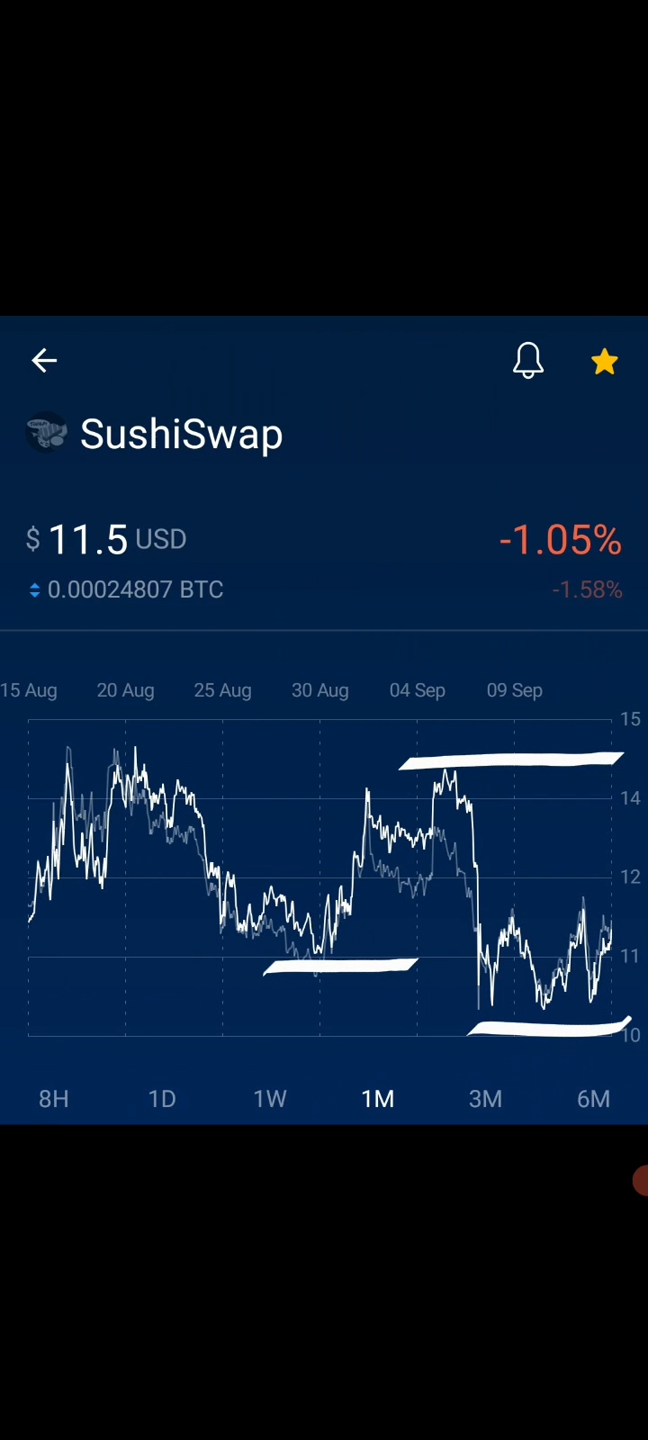 SushiSwap
$ 11.5 USD -1.05%
0.00024807 BTC -1.58%
15 Aug 20 Aug 25 Aug 30 Aug 04 Sep 09 Sep
15
14
12
11
10
8H 1D 1W 1M 3M 6M